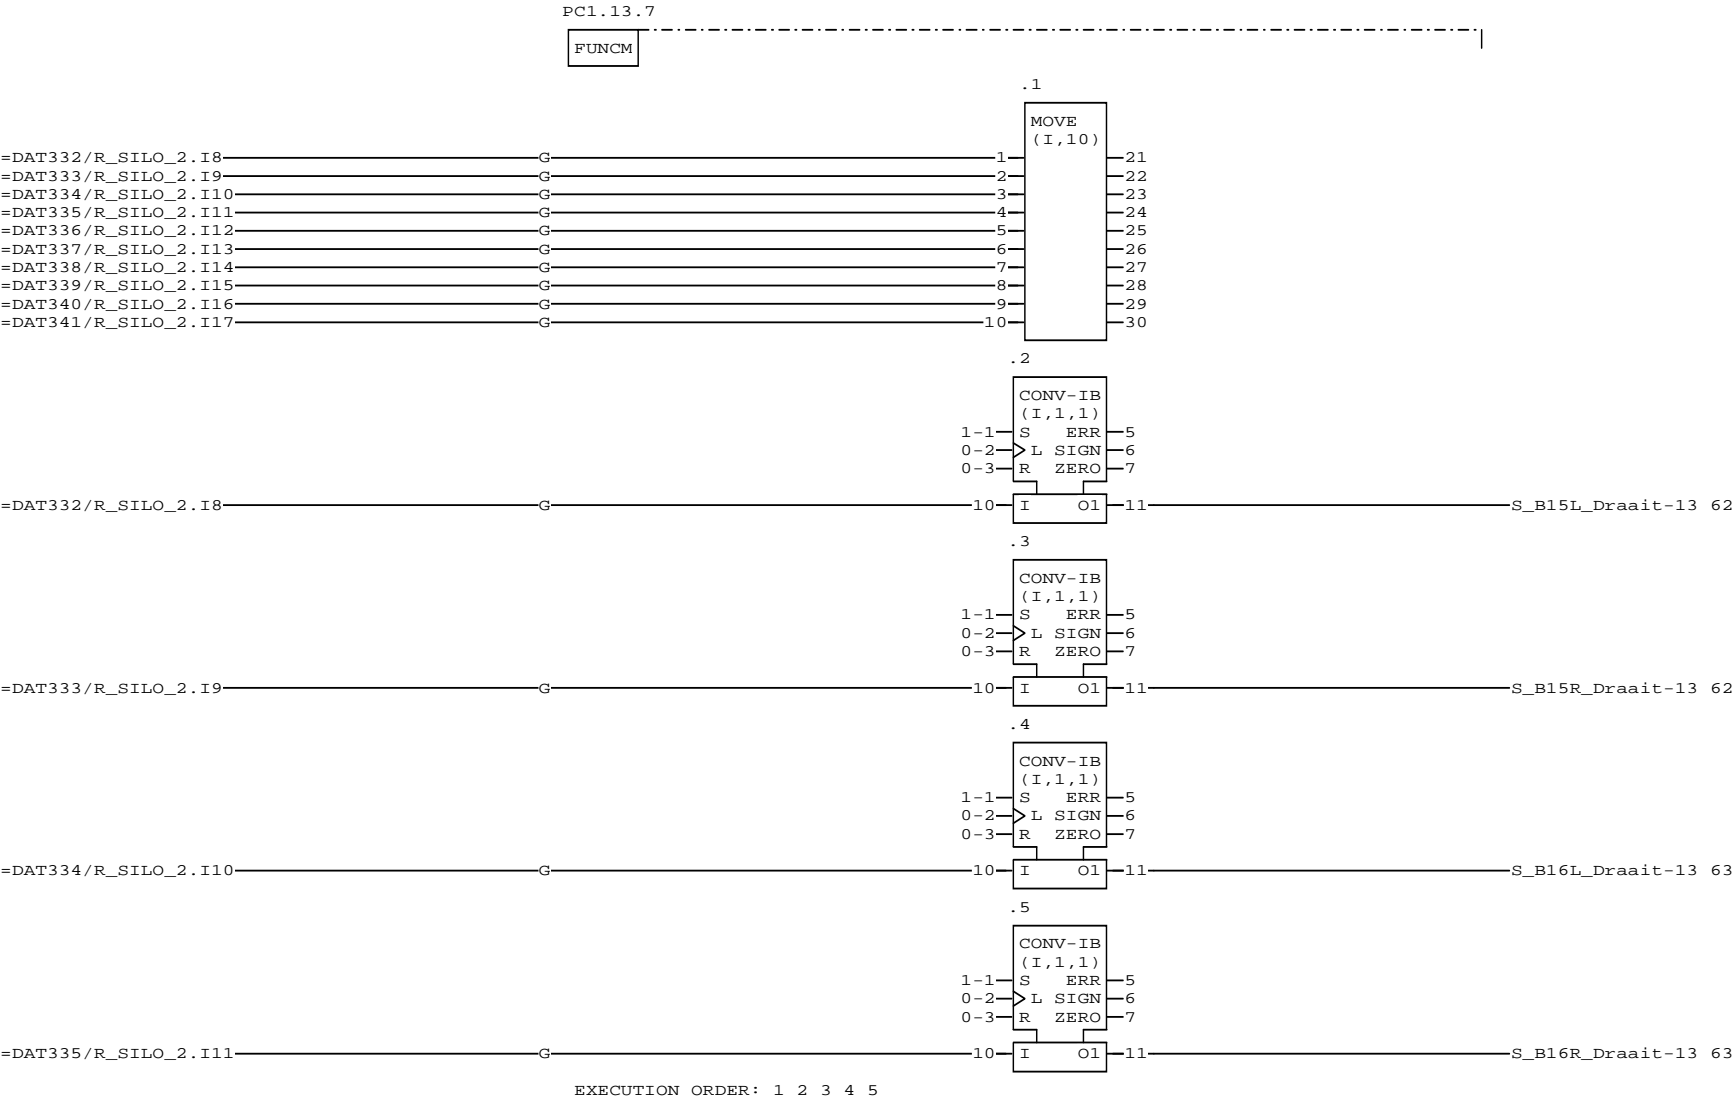 PC1.13.7
FUNCM
.1
MOVE
(I,10)
=DAT332/R_SILO_2.I8 G 1 21
=DAT333/R_SILO_2.I9 G 2 22
=DAT334/R_SILO_2.I10 G 3 23
=DAT335/R_SILO_2.I11 G 4 24
=DAT336/R_SILO_2.I12 G 5 25
=DAT337/R_SILO_2.I13 G 6 26
=DAT338/R_SILO_2.I14 G 7 27
=DAT339/R_SILO_2.I15 G 8 28
=DAT340/R_SILO_2.I16 G 9 29
=DAT341/R_SILO_2.I17 G 10 30
.2
CONV-IB
(I,1,1)
1-1 S ERR 5
0-2 L SIGN 6
0-3 R ZERO 7
=DAT332/R_SILO_2.I8 G 10 I O1 11 S_B15L_Draait-13 62
.3
CONV-IB
(I,1,1)
1-1 S ERR 5
0-2 L SIGN 6
0-3 R ZERO 7
=DAT333/R_SILO_2.I9 G 10 I O1 11 S_B15R_Draait-13 62
.4
CONV-IB
(I,1,1)
1-1 S ERR 5
0-2 L SIGN 6
0-3 R ZERO 7
=DAT334/R_SILO_2.I10 G 10 I O1 11 S_B16L_Draait-13 63
.5
CONV-IB
(I,1,1)
1-1 S ERR 5
0-2 L SIGN 6
0-3 R ZERO 7
=DAT335/R_SILO_2.I11 G 10 I O1 11 S_B16R_Draait-13 63
EXECUTION ORDER: 1 2 3 4 5